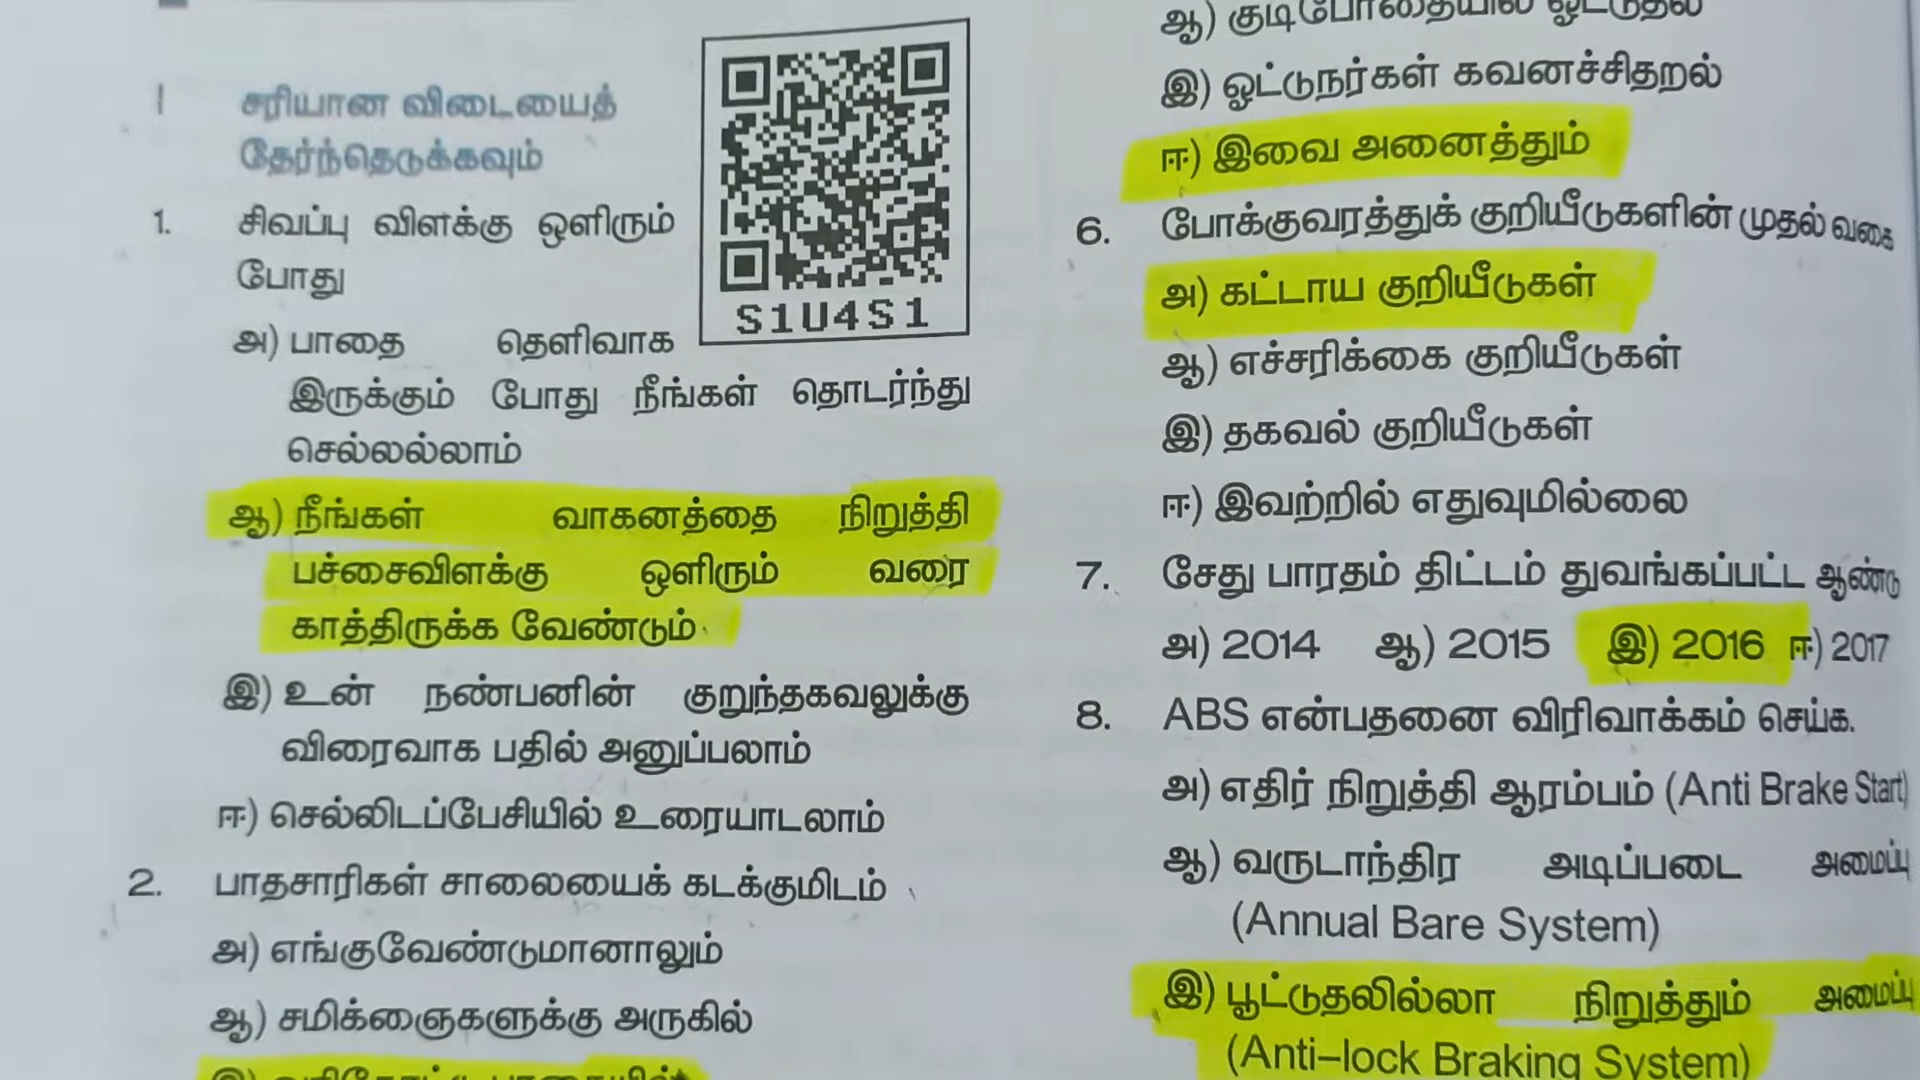 I சரியான விடையைத்
தேர்ந்தெடுக்கவும்
1. சிவப்பு விளக்கு ஒளிரும்
போது
அ) பாதை தெளிவாக
இருக்கும் போது நீங்கள் தொடர்ந்து
செல்லல்லாம்
ஆ) நீங்கள் வாகனத்தை நிறுத்தி
பச்சைவிளக்கு ஒளிரும் வரை
காத்திருக்க வேண்டும்.
இ) உன் நண்பனின் குறுந்தகவலுக்கு
விரைவாக பதில் அனுப்பலாம்
ஈ) செல்லிடப்பேசியில் உரையாடலாம்
2. பாதசாரிகள் சாலையைக் கடக்குமிடம்
அ) எங்குவேண்டுமானாலும்
ஆ) சமிக்ஞைகளுக்கு அருகில்
S1U4S1
ஆ) குடிபோதையில் ஓட்டுதல்
இ) ஓட்டுநர்கள் கவனச்சிதறல்
ஈ) இவை அனைத்தும்
6. போக்குவரத்துக் குறியீடுகளின் முதல் வகை
அ) கட்டாய குறியீடுகள்
ஆ) எச்சரிக்கை குறியீடுகள்
இ) தகவல் குறியீடுகள்
ஈ) இவற்றில் எதுவுமில்லை
7. சேது பாரதம் திட்டம் துவங்கப்பட்ட ஆண்டு
அ) 2014 ஆ) 2015 இ) 2016 ஈ) 2017
8. ABS என்பதனை விரிவாக்கம் செய்க.
அ) எதிர் நிறுத்தி ஆரம்பம் (Anti Brake Start)
ஆ) வருடாந்திர அடிப்படை அமைப்பு
(Annual Bare System)
இ) பூட்டுதலில்லா நிறுத்தும் அமைப்பு
(Anti–lock Braking System)